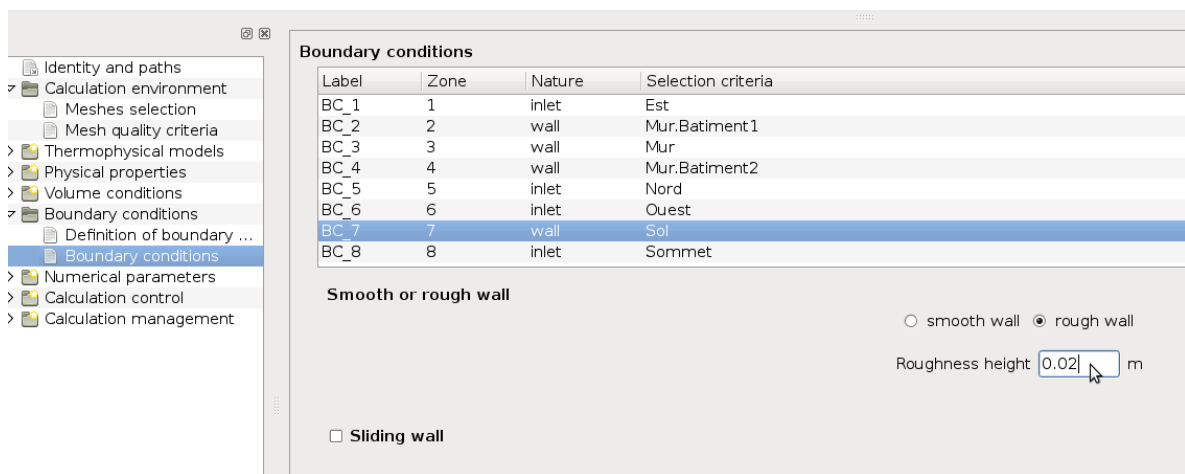 Identity and paths
Calculation environment
Meshes selection
Mesh quality criteria
Thermophysical models
Physical properties
Volume conditions
Boundary conditions
Definition of boundary ...
Boundary conditions
Numerical parameters
Calculation control
Calculation management
Boundary conditions
Label Zone Nature Selection criteria
BC_1 1 inlet Est
BC_2 2 wall Mur.Batiment1
BC_3 3 wall Mur
BC_4 4 wall Mur.Batiment2
BC_5 5 inlet Nord
BC_6 6 inlet Ouest
BC_7 7 wall Sol
BC_8 8 inlet Sommet
Smooth or rough wall
smooth wall rough wall
Roughness height 0.02 m
Sliding wall